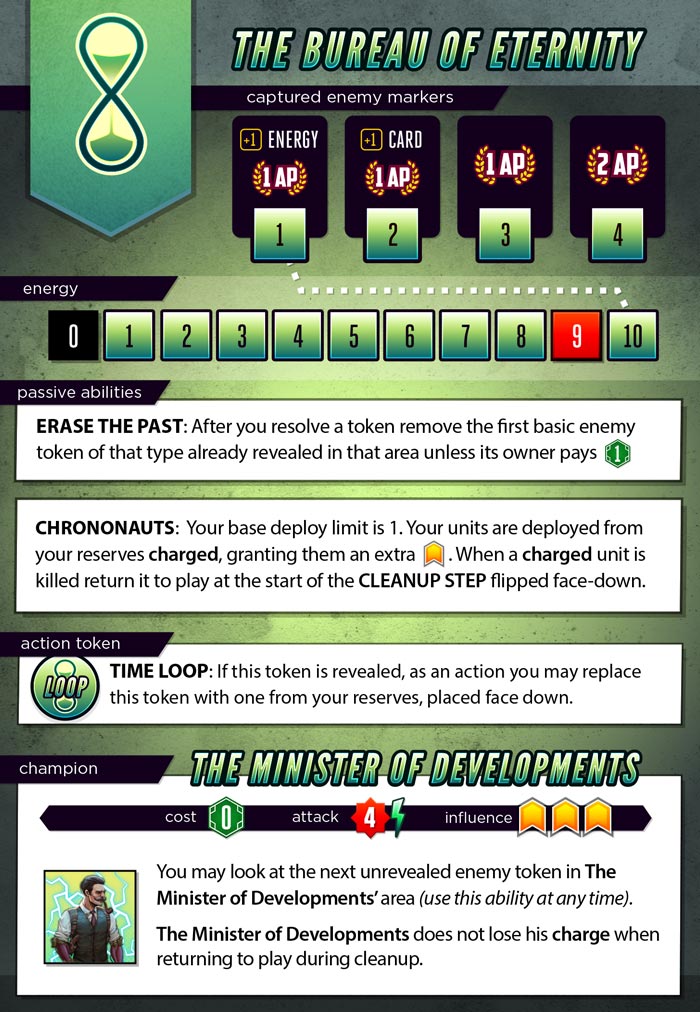 THE BUREAU OF ETERNITY
captured enemy markers
+1 ENERGY
1 AP
1
+1 CARD
1 AP
2
1 AP
3
2 AP
4
energy
0 1 2 3 4 5 6 7 8 9 10
passive abilities
ERASE THE PAST: After you resolve a token remove the first basic enemy
token of that type already revealed in that area unless its owner pays 1
CHRONONAUTS: Your base deploy limit is 1. Your units are deployed from
your reserves charged, granting them an extra . When a charged unit is
killed return it to play at the start of the CLEANUP STEP flipped face-down.
action token
LOOP
TIME LOOP: If this token is revealed, as an action you may replace
this token with one from your reserves, placed face down.
champion
THE MINISTER OF DEVELOPMENTS
cost 0 attack 4 influence
You may look at the next unrevealed enemy token in The
Minister of Developments' area (use this ability at any time).
The Minister of Developments does not lose his charge when
returning to play during cleanup.